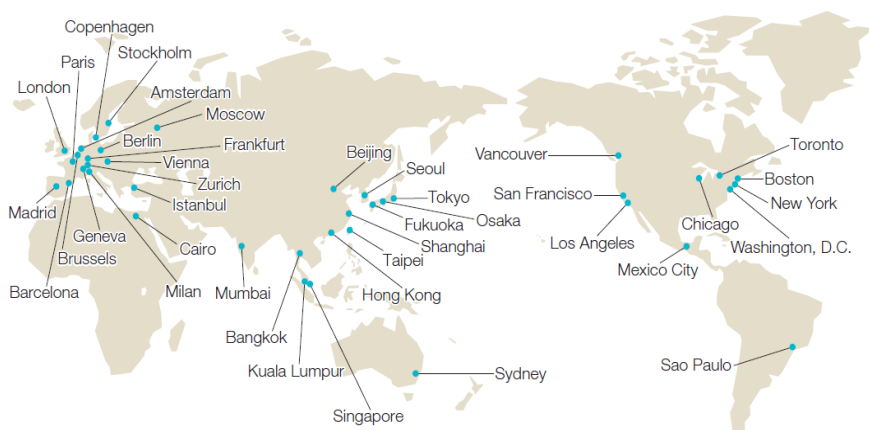 Copenhagen
Stockholm
Paris
London
Amsterdam
Moscow
Berlin
Frankfurt
Vienna
Zurich
Istanbul
Madrid
Geneva
Cairo
Brussels
Barcelona
Milan
Mumbai
Beijing
Seoul
Tokyo
Osaka
Fukuoka
Shanghai
Taipei
Hong Kong
Bangkok
Kuala Lumpur
Singapore
Sydney
Vancouver
San Francisco
Los Angeles
Mexico City
Toronto
Boston
New York
Chicago
Washington, D.C.
Sao Paulo